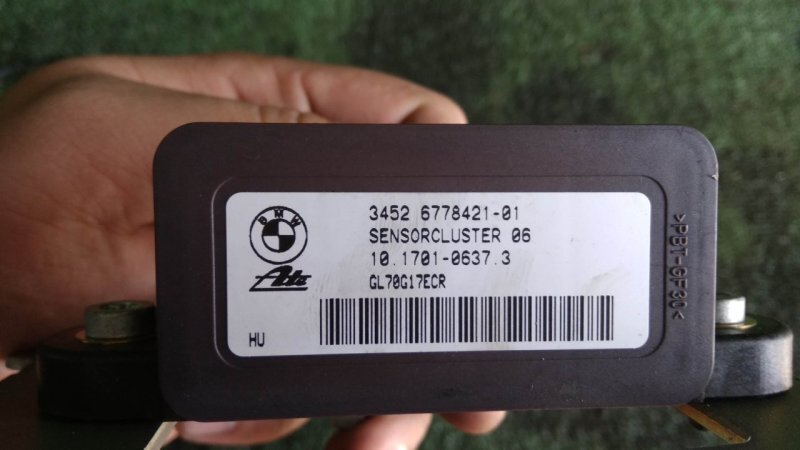 BMW
3452 6778421-01
SENSORCLUSTER 06
10.1701-0637.3
Ate
GL70G17ECR
HU
>PBT-GF30<